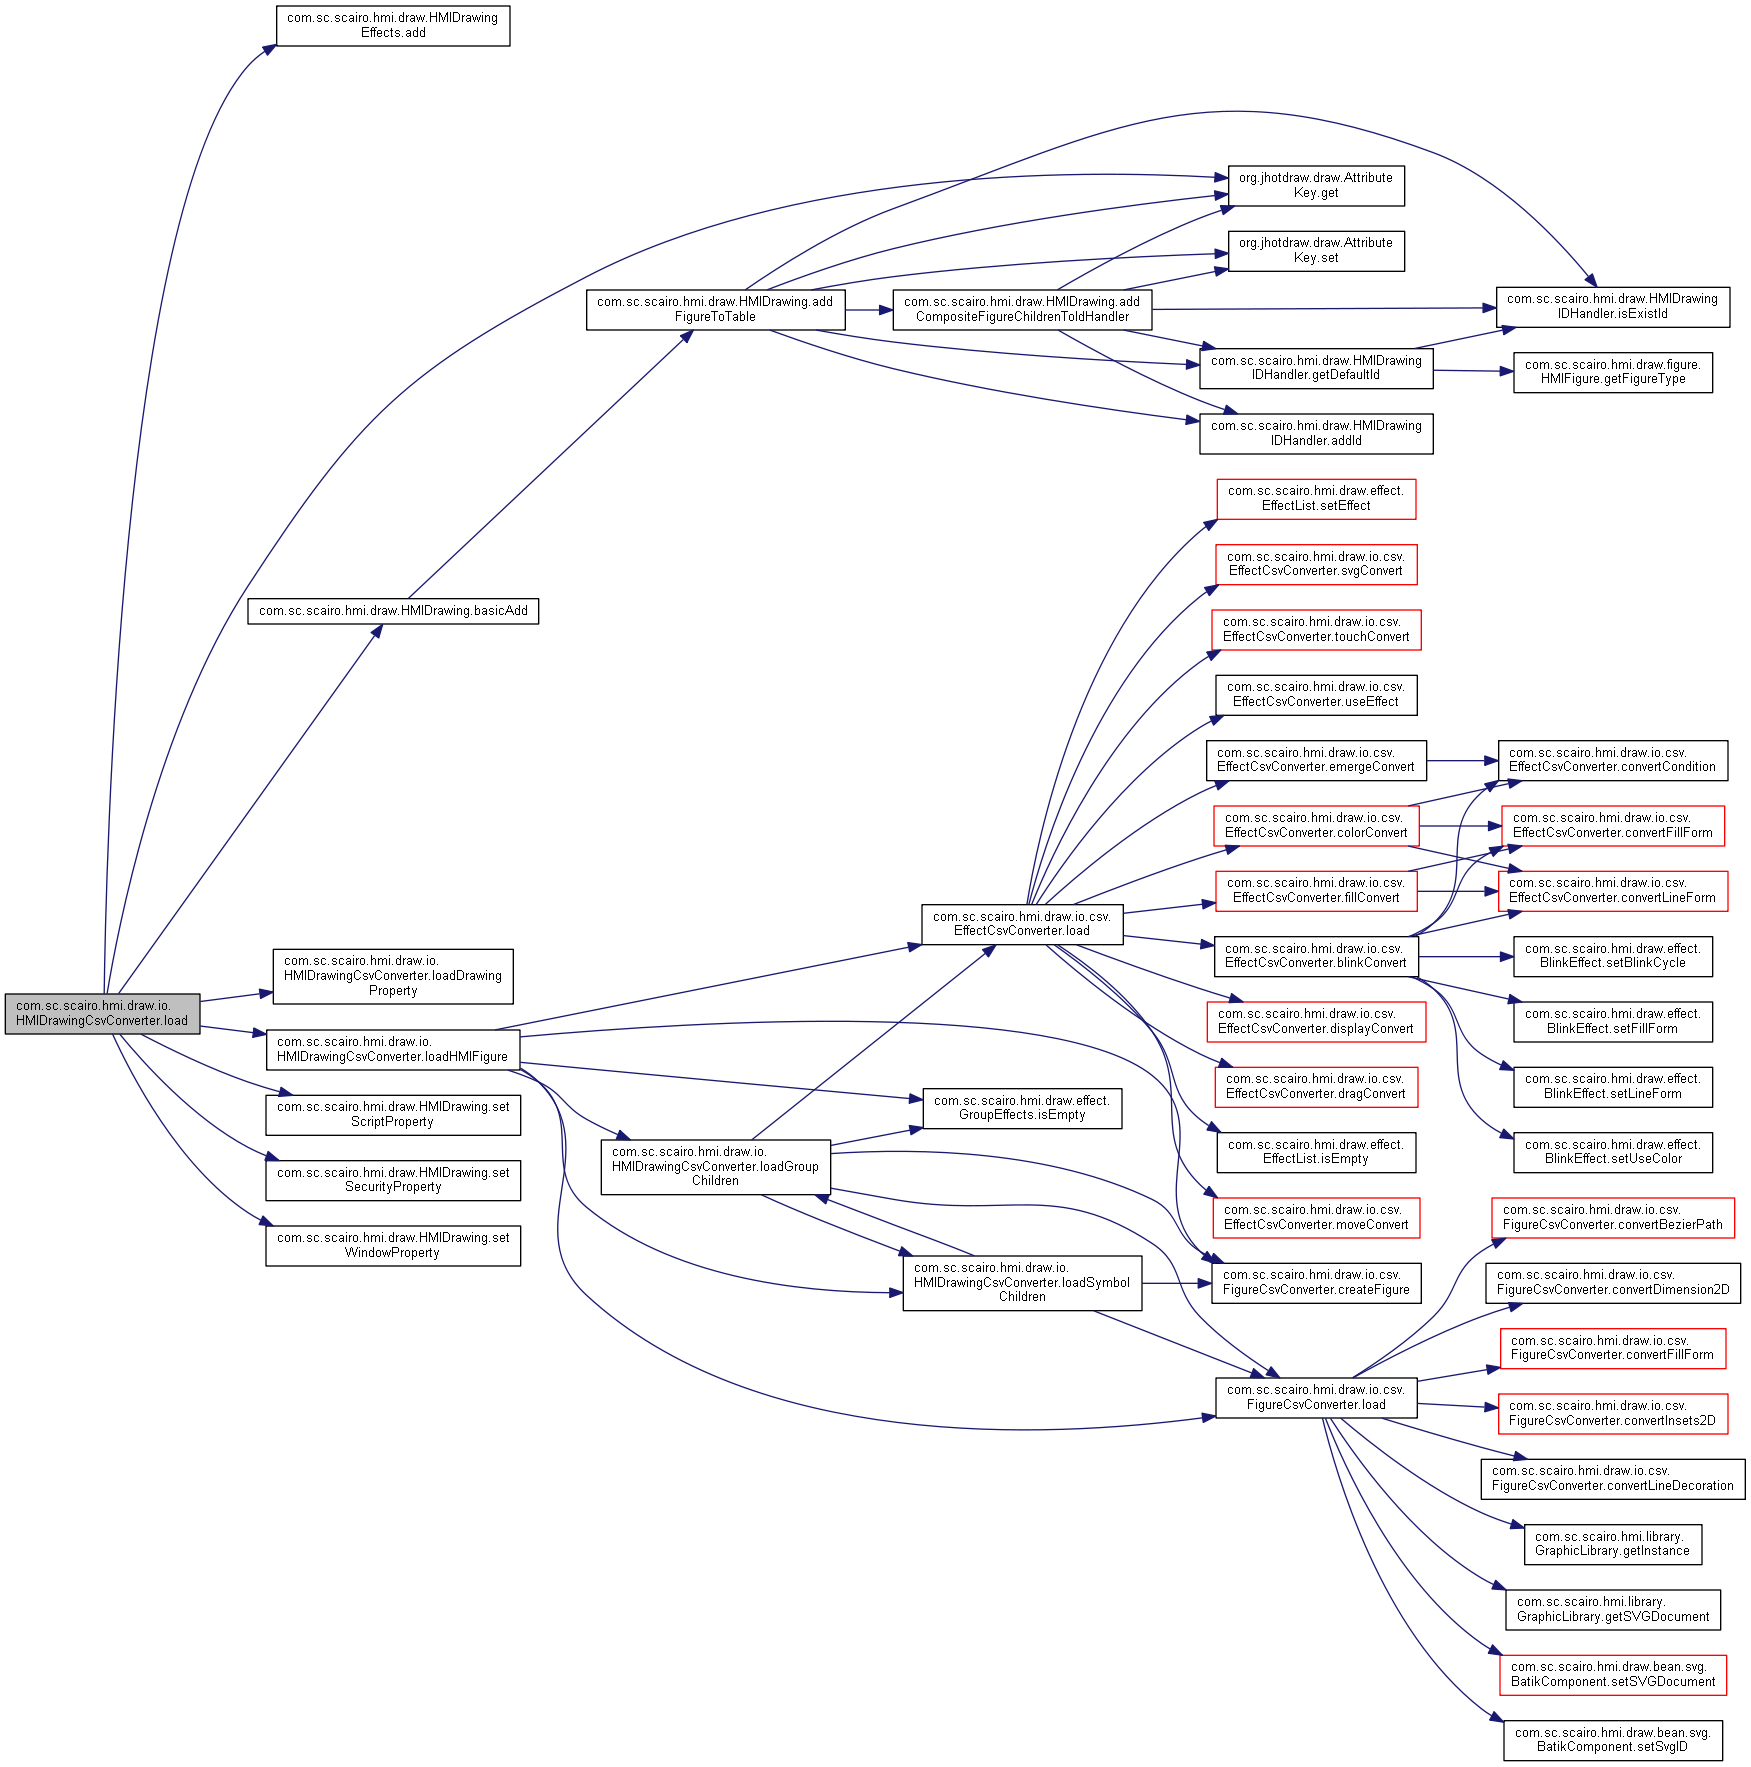 com.sc.scairo.hmi.draw.HMIDrawing
Effects.add
org.jhotdraw.draw.Attribute
Key.get
org.jhotdraw.draw.Attribute
Key.set
com.sc.scairo.hmi.draw.HMIDrawing.add
FigureToTable
com.sc.scairo.hmi.draw.HMIDrawing.add
CompositeFigureChildrenToIdHandler
com.sc.scairo.hmi.draw.HMIDrawing
IDHandler.isExistId
com.sc.scairo.hmi.draw.HMIDrawing
IDHandler.getDefaultId
com.sc.scairo.hmi.draw.figure.
HMIFigure.getFigureType
com.sc.scairo.hmi.draw.HMIDrawing
IDHandler.addId
com.sc.scairo.hmi.draw.effect.
EffectList.setEffect
com.sc.scairo.hmi.draw.io.csv.
EffectCsvConverter.svgConvert
com.sc.scairo.hmi.draw.HMIDrawing.basicAdd
com.sc.scairo.hmi.draw.io.csv.
EffectCsvConverter.touchConvert
com.sc.scairo.hmi.draw.io.csv.
EffectCsvConverter.useEffect
com.sc.scairo.hmi.draw.io.csv.
EffectCsvConverter.emergeConvert
com.sc.scairo.hmi.draw.io.csv.
EffectCsvConverter.convertCondition
com.sc.scairo.hmi.draw.io.csv.
EffectCsvConverter.colorConvert
com.sc.scairo.hmi.draw.io.csv.
EffectCsvConverter.convertFillForm
com.sc.scairo.hmi.draw.io.csv.
EffectCsvConverter.fillConvert
com.sc.scairo.hmi.draw.io.csv.
EffectCsvConverter.convertLineForm
com.sc.scairo.hmi.draw.io.csv.
EffectCsvConverter.load
com.sc.scairo.hmi.draw.io.csv.
EffectCsvConverter.blinkConvert
com.sc.scairo.hmi.draw.effect.
BlinkEffect.setBlinkCycle
com.sc.scairo.hmi.draw.io.
HMIDrawingCsvConverter.loadDrawing
Property
com.sc.scairo.hmi.draw.io.
HMIDrawingCsvConverter.load
com.sc.scairo.hmi.draw.io.csv.
EffectCsvConverter.displayConvert
com.sc.scairo.hmi.draw.effect.
BlinkEffect.setFillForm
com.sc.scairo.hmi.draw.io.
HMIDrawingCsvConverter.loadHMIFigure
com.sc.scairo.hmi.draw.io.csv.
EffectCsvConverter.dragConvert
com.sc.scairo.hmi.draw.effect.
BlinkEffect.setLineForm
com.sc.scairo.hmi.draw.HMIDrawing.set
ScriptProperty
com.sc.scairo.hmi.draw.effect.
GroupEffects.isEmpty
com.sc.scairo.hmi.draw.effect.
EffectList.isEmpty
com.sc.scairo.hmi.draw.effect.
BlinkEffect.setUseColor
com.sc.scairo.hmi.draw.HMIDrawing.set
SecurityProperty
com.sc.scairo.hmi.draw.io.
HMIDrawingCsvConverter.loadGroup
Children
com.sc.scairo.hmi.draw.io.csv.
EffectCsvConverter.moveConvert
com.sc.scairo.hmi.draw.io.csv.
FigureCsvConverter.convertBezierPath
com.sc.scairo.hmi.draw.HMIDrawing.set
WindowProperty
com.sc.scairo.hmi.draw.io.
HMIDrawingCsvConverter.loadSymbol
Children
com.sc.scairo.hmi.draw.io.csv.
FigureCsvConverter.createFigure
com.sc.scairo.hmi.draw.io.csv.
FigureCsvConverter.convertDimension2D
com.sc.scairo.hmi.draw.io.csv.
FigureCsvConverter.convertFillForm
com.sc.scairo.hmi.draw.io.csv.
FigureCsvConverter.load
com.sc.scairo.hmi.draw.io.csv.
FigureCsvConverter.convertInsets2D
com.sc.scairo.hmi.draw.io.csv.
FigureCsvConverter.convertLineDecoration
com.sc.scairo.hmi.library.
GraphicLibrary.getInstance
com.sc.scairo.hmi.library.
GraphicLibrary.getSVGDocument
com.sc.scairo.hmi.draw.bean.svg.
BatikComponent.setSVGDocument
com.sc.scairo.hmi.draw.bean.svg.
BatikComponent.setSvgID